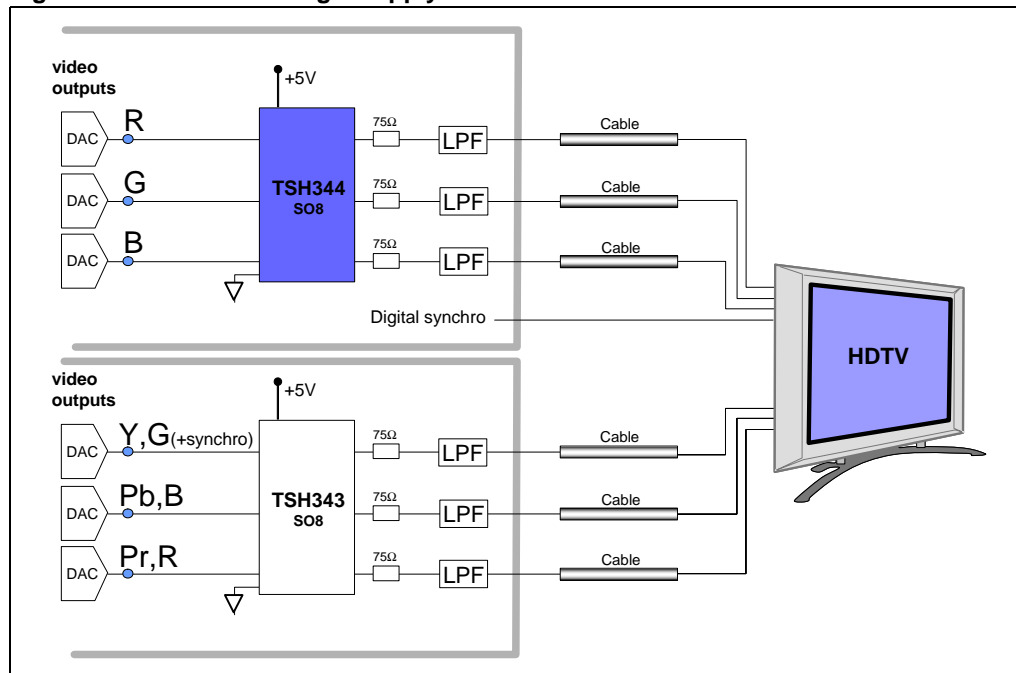 video
outputs
+5V
DAC
R
75Ω
LPF
Cable
DAC
G
TSH344
SO8
75Ω
LPF
Cable
DAC
B
75Ω
LPF
Cable
Digital synchro
HDTV
video
outputs
+5V
DAC
Y,G(+synchro)
75Ω
LPF
Cable
DAC
Pb,B
TSH343
SO8
75Ω
LPF
Cable
DAC
Pr,R
75Ω
LPF
Cable